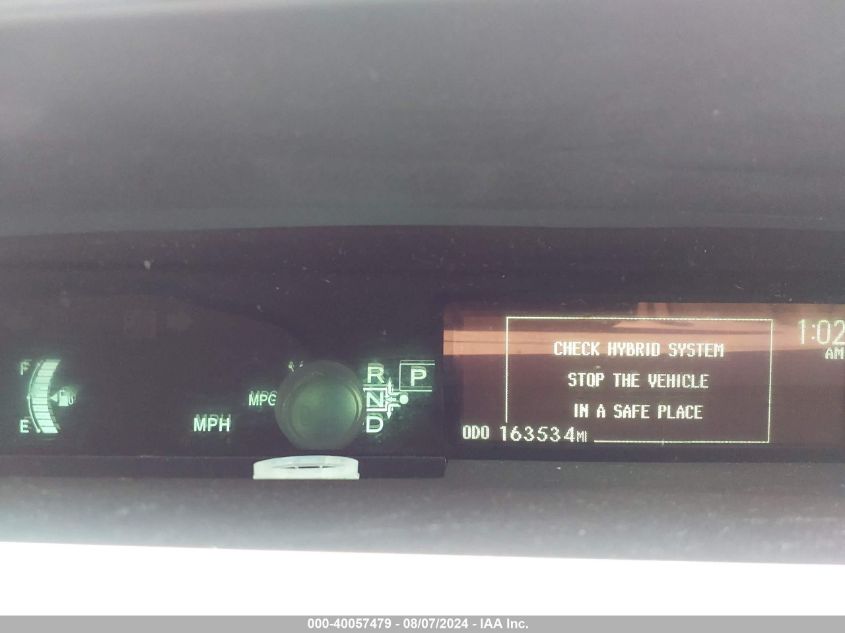 F
E
MPH
MPG
R
N
D
P
CHECK HYBRID SYSTEM
STOP THE VEHICLE
IN A SAFE PLACE
1:02
AM
ODO 163534 MI
000-40057479 - 08/07/2024 - IAA Inc.